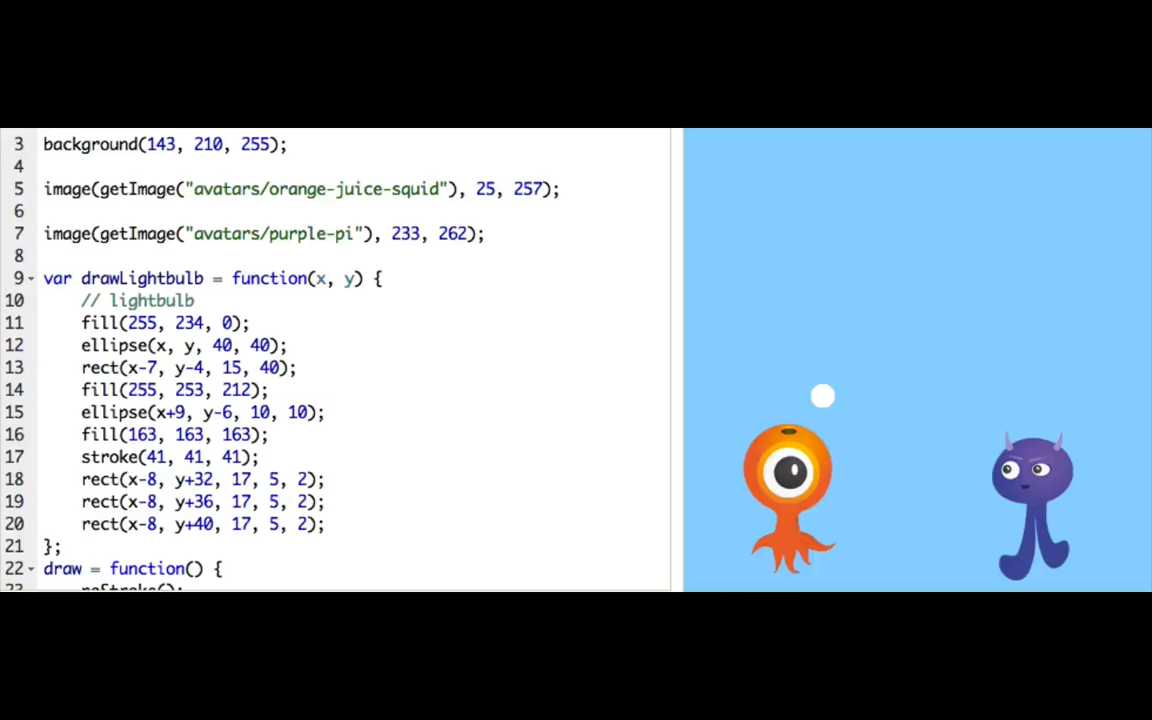 3 background(143, 210, 255);
4
5 image(getImage("avatars/orange-juice-squid"), 25, 257);
6
7 image(getImage("avatars/purple-pi"), 233, 262);
8
9 var drawLightbulb = function(x, y) {
10 // lightbulb
11 fill(255, 234, 0);
12 ellipse(x, y, 40, 40);
13 rect(x-7, y-4, 15, 40);
14 fill(255, 253, 212);
15 ellipse(x+9, y-6, 10, 10);
16 fill(163, 163, 163);
17 stroke(41, 41, 41);
18 rect(x-8, y+32, 17, 5, 2);
19 rect(x-8, y+36, 17, 5, 2);
20 rect(x-8, y+40, 17, 5, 2);
21 };
22 draw = function() {
23 noStroke();